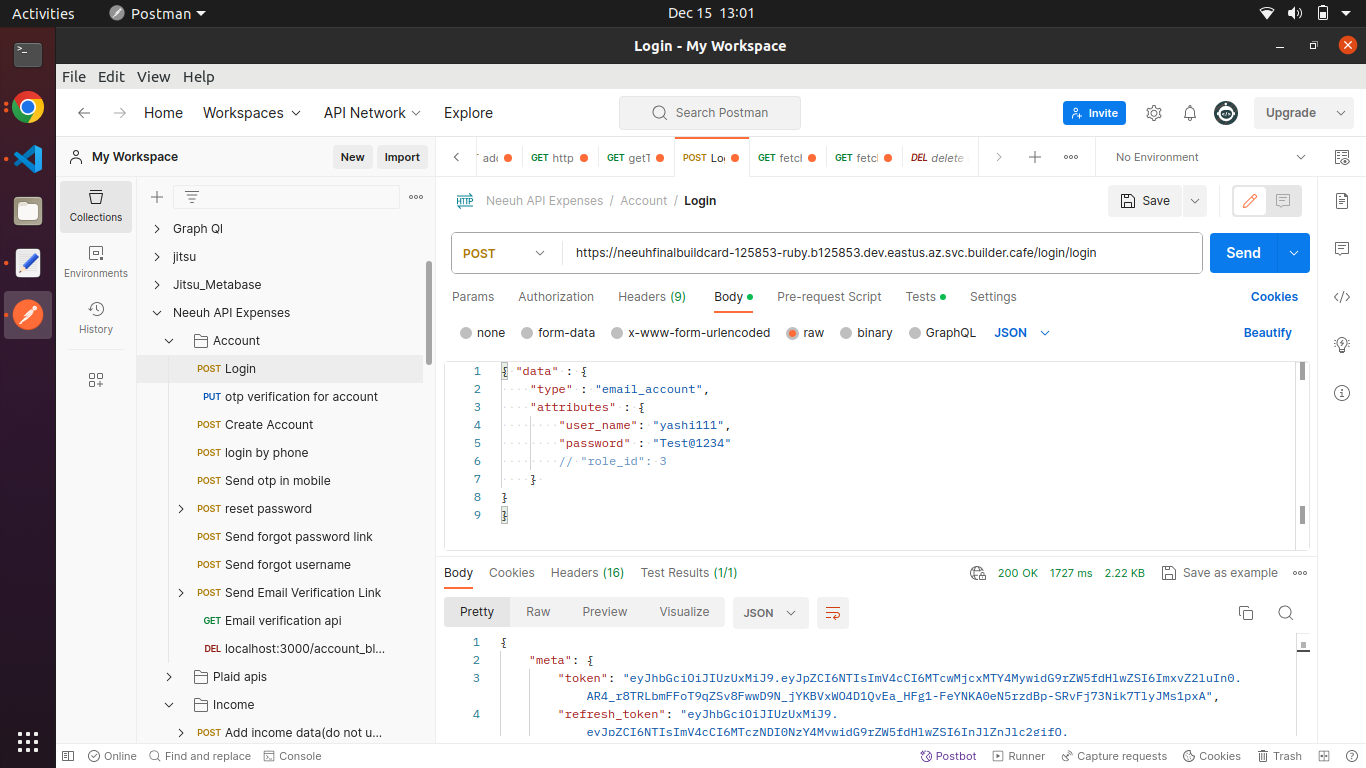 Activities Postman Dec 15 13:01
Login - My Workspace
File Edit View Help
Home Workspaces API Network Explore Search Postman Invite Upgrade
My Workspace New Import
add GET http GET getT POST Lo GET fetch GET fetch DEL delete No Environment
Collections
Environments
History
Graph Ql
jitsu
Jitsu_Metabase
Neeuh API Expenses
Account
POST Login
PUT otp verification for account
POST Create Account
POST login by phone
POST Send otp in mobile
POST reset password
POST Send forgot password link
POST Send forgot username
POST Send Email Verification Link
GET Email verification api
DEL localhost:3000/account_bl...
Plaid apis
Income
POST Add income data(do not u...
HTTP Neeuh API Expenses / Account / Login Save
POST https://neeuhfinalbuildcard-125853-ruby.b125853.dev.eastus.az.svc.builder.cafe/login/login Send
Params Authorization Headers (9) Body Pre-request Script Tests Settings Cookies
none form-data x-www-form-urlencoded raw binary GraphQL JSON Beautify
1 { "data" : {
2 "type" : "email_account",
3 "attributes" : {
4 "user_name": "yashi111",
5 "password" : "Test@1234"
6 // "role_id": 3
7 }
8 }
9 }
Body Cookies Headers (16) Test Results (1/1) 200 OK 1727 ms 2.22 KB Save as example
Pretty Raw Preview Visualize JSON
1 {
2 "meta": {
3 "token": "eyJhbGciOiJIUzUxMiJ9.eyJpZCI6NTIsImV4cCI6MTcwMjcxMTY4MywidG9rZW5fdHlwZSI6ImxvZ2luIn0.
AR4_r8TRLbmFFoT9qZSv8FwwD9N_jYKBVxWO4D1QvEa_HFg1-FeYNKA0eN5rzdBp-SRvFj73Nik7TlyJMs1pxA",
4 "refresh_token": "eyJhbGciOiJIUzUxMiJ9.
eyJpZCI6NTIsImV4cCI6MTczNDI0NzY4MywidG9rZW5fdHlwZSI6InJlZnJlc2gifQ.
Online Find and replace Console Postbot Runner Capture requests Cookies Trash